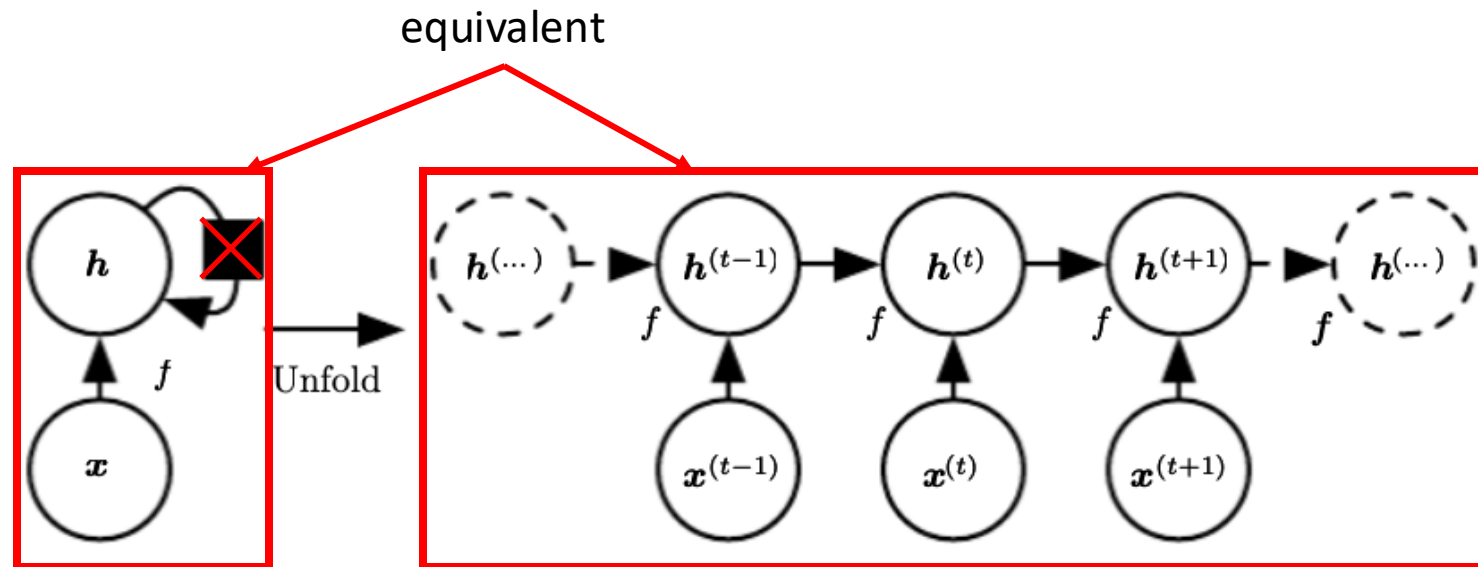 equivalent
h
f
x
Unfold
h^(...) h^(t−1) h^(t) h^(t+1) h^(...)
f f f f
x^(t−1) x^(t) x^(t+1)